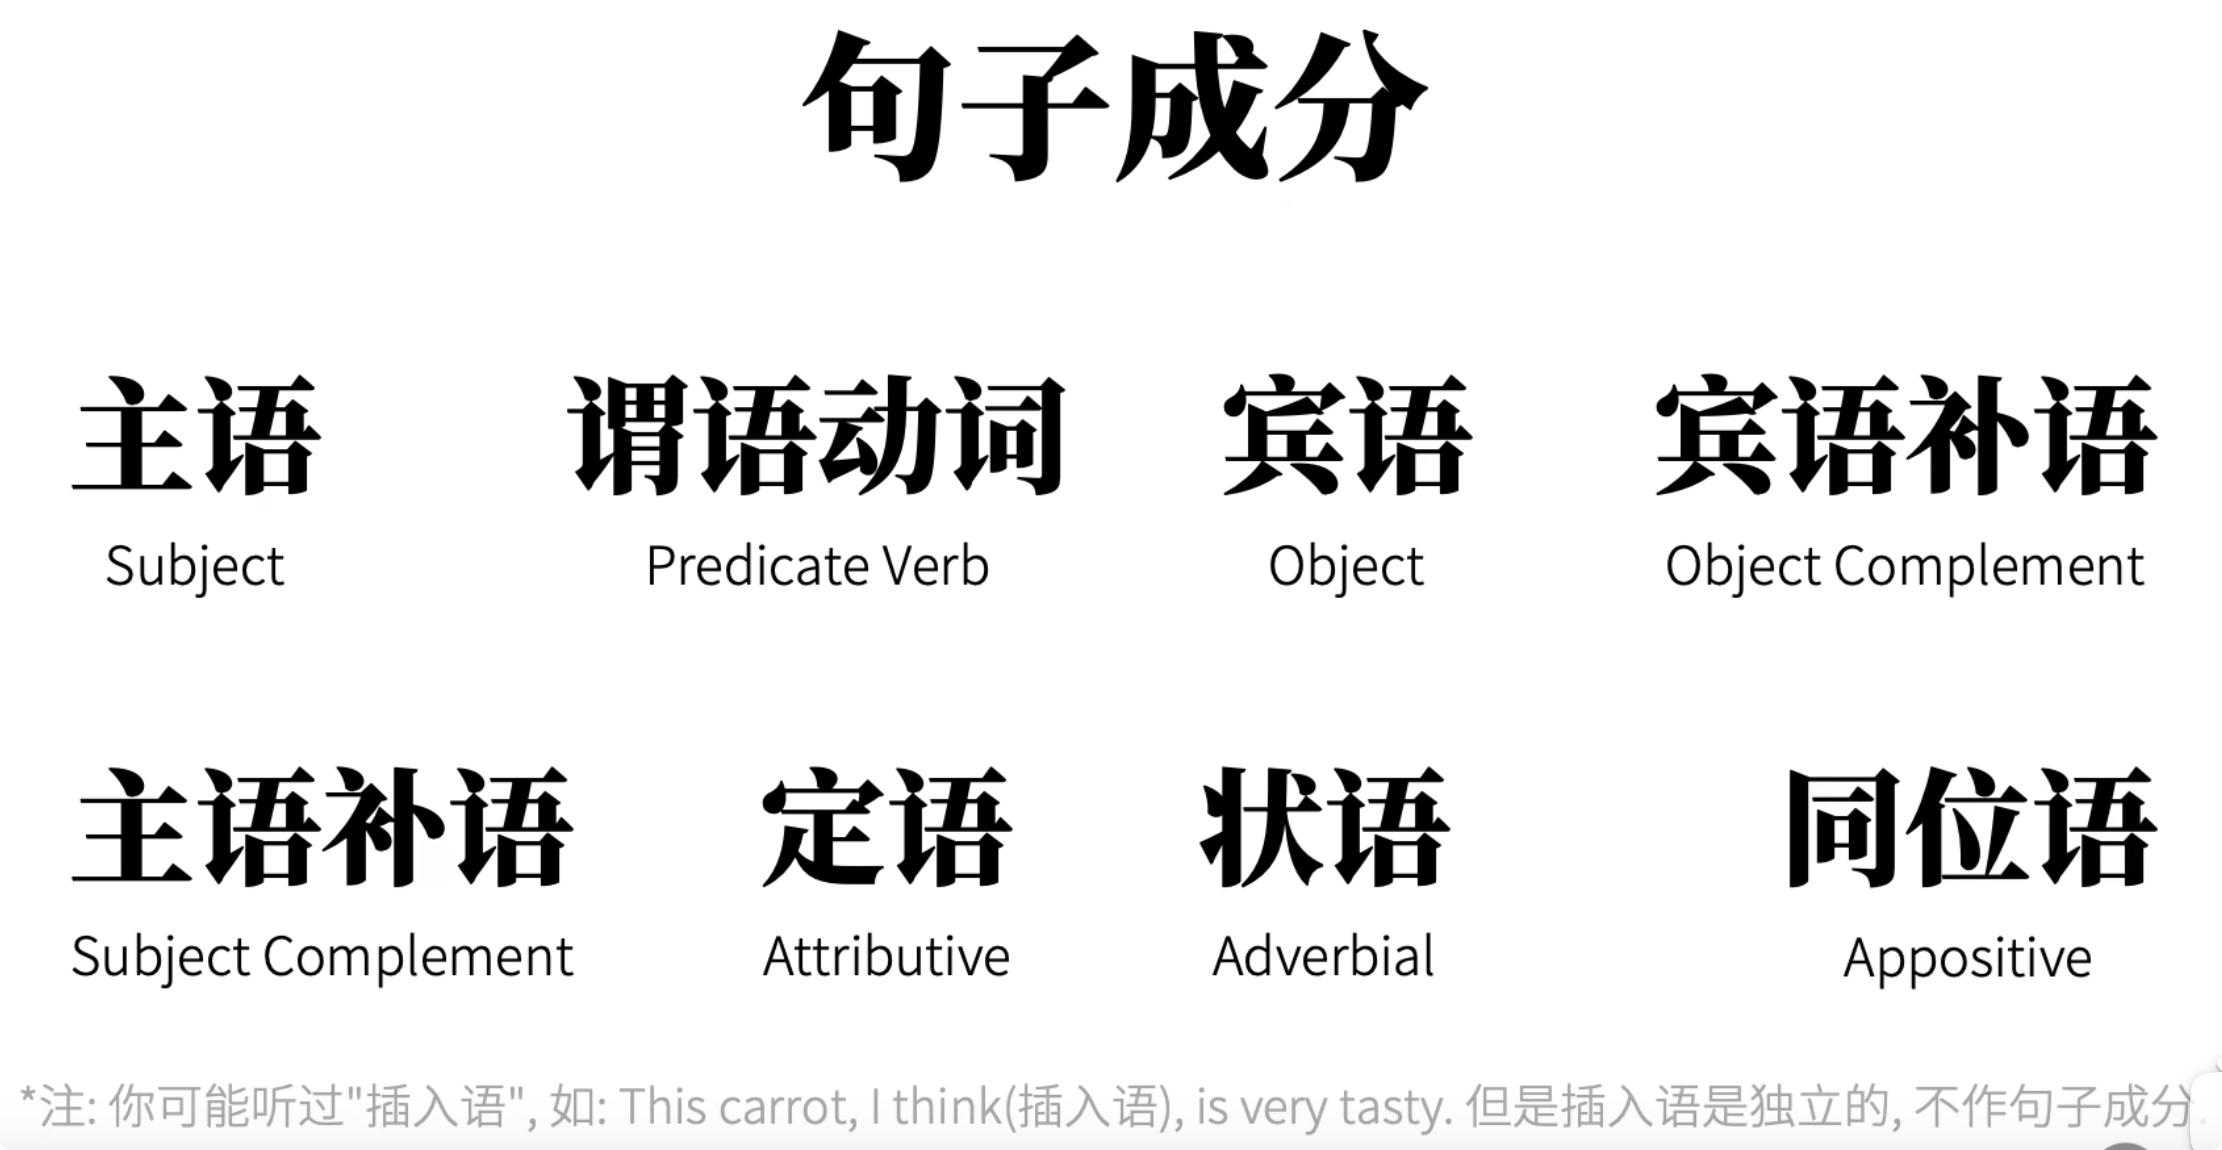 句子成分
主语 谓语动词 宾语 宾语补语
Subject Predicate Verb Object Object Complement
主语补语 定语 状语 同位语
Subject Complement Attributive Adverbial Appositive
*注: 你可能听过"插入语", 如: This carrot, I think(插入语), is very tasty. 但是插入语是独立的, 不作句子成分.